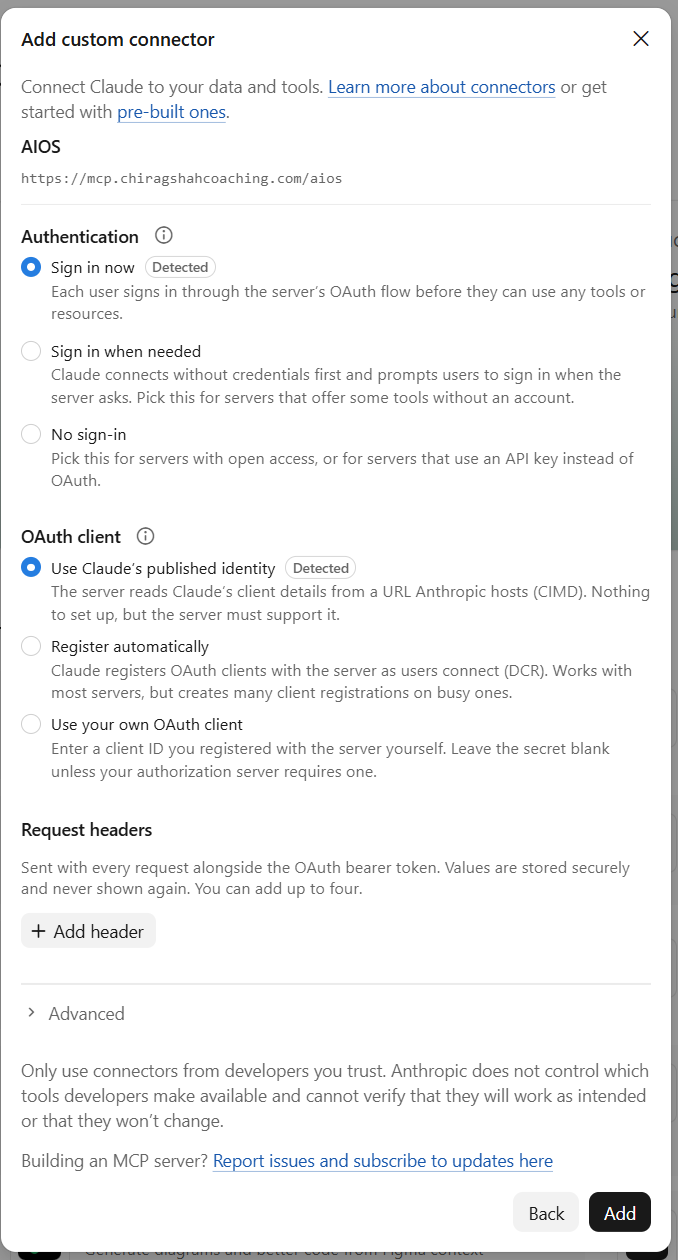 Add custom connector
Connect Claude to your data and tools. Learn more about connectors or get
started with pre-built ones.
AIOS
https://mcp.chiragshahcoaching.com/aios
Authentication
Sign in now Detected
Each user signs in through the server's OAuth flow before they can use any tools or
resources.
Sign in when needed
Claude connects without credentials first and prompts users to sign in when the
server asks. Pick this for servers that offer some tools without an account.
No sign-in
Pick this for servers with open access, or for servers that use an API key instead of
OAuth.
OAuth client
Use Claude's published identity Detected
The server reads Claude's client details from a URL Anthropic hosts (CIMD). Nothing
to set up, but the server must support it.
Register automatically
Claude registers OAuth clients with the server as users connect (DCR). Works with
most servers, but creates many client registrations on busy ones.
Use your own OAuth client
Enter a client ID you registered with the server yourself. Leave the secret blank
unless your authorization server requires one.
Request headers
Sent with every request alongside the OAuth bearer token. Values are stored securely
and never shown again. You can add up to four.
+ Add header
Advanced
Only use connectors from developers you trust. Anthropic does not control which
tools developers make available and cannot verify that they will work as intended
or that they won't change.
Building an MCP server? Report issues and subscribe to updates here
Back Add
Generate diagrams and better code from Figma context